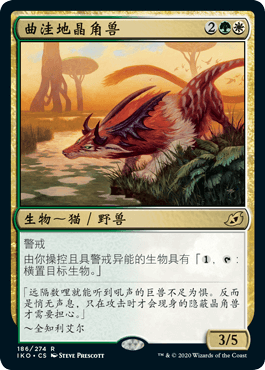 曲洼地晶角兽 2
生物～猫／野兽
警戒
由你操控且具警戒异能的生物具有「1，：
横置目标生物。」
「远隔数哩就能听到吼声的巨兽不足为惧。反而
是悄无声息，只在攻击时才会现身的隐蔽晶角兽
才需要担心。」
～全知利爱尔
3/5
186/274 R
IKO • CS STEVE PRESCOTT
™ & © 2020 Wizards of the Coast